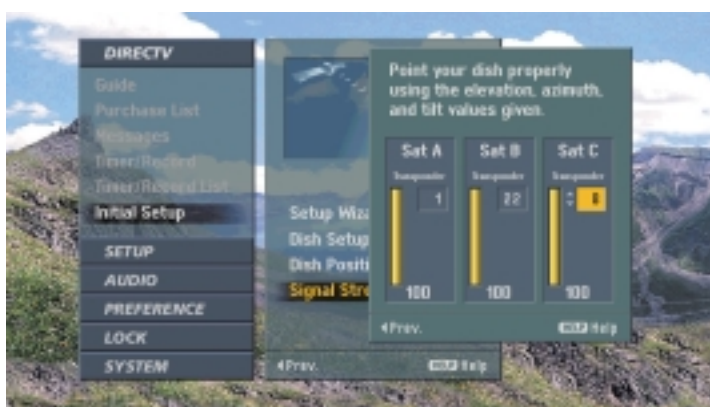 DIRECTV
Guide
Purchase List
Messages
Timer/Record
Timer/Record List
Initial Setup
SETUP
AUDIO
PREFERENCE
LOCK
SYSTEM
Setup Wiza
Dish Setup
Dish Positi
Signal Stre
Prev.
HELP Help
Point your dish properly
using the elevation, azimuth,
and tilt values given.
Sat A Sat B Sat C
Transponder Transponder Transponder
1 22 8
100 100 100
Prev. HELP Help